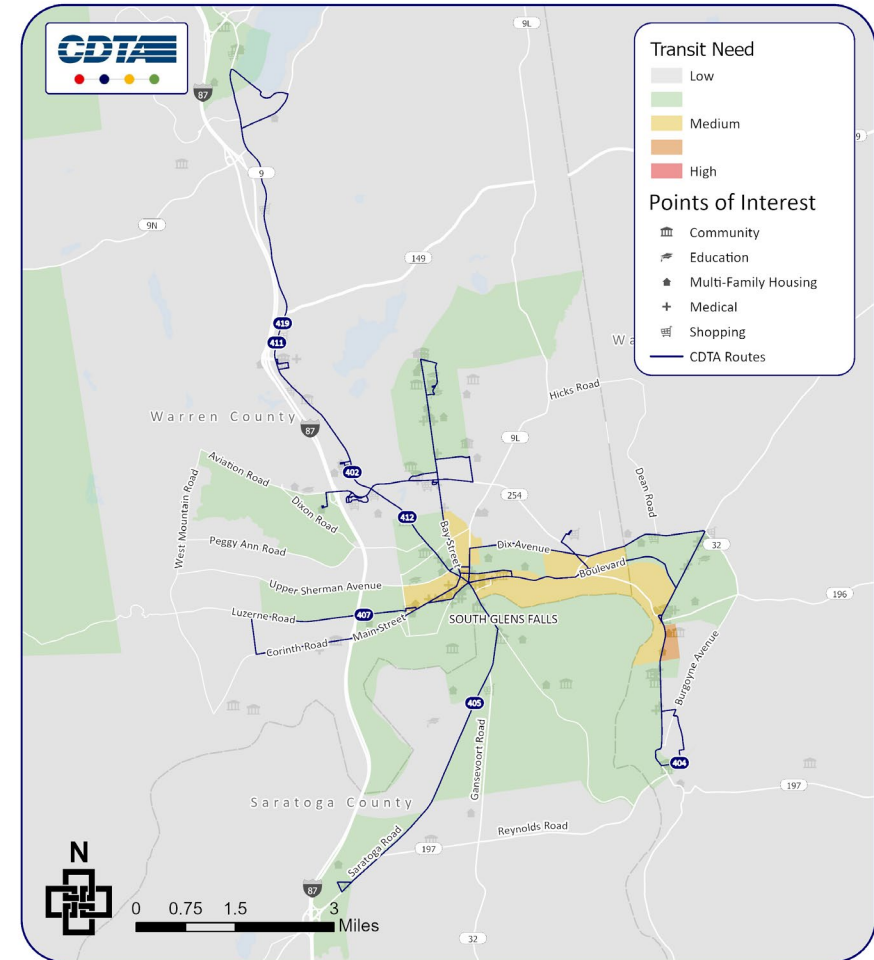 CDTA
9L
87
9
9N
149
419
411
Transit Need
Low
Medium
High
Points of Interest
Community
Education
Multi-Family Housing
Medical
Shopping
CDTA Routes
9
Wa
Warren County
87
Hicks Road
9L
Aviation Road
402
254
Dean Road
West Mountain Road
Dixon Road
412
Bay Street
Dix Avenue
32
Peggy Ann Road
Boulevard
Upper Sherman Avenue
196
Luzerne Road
407
SOUTH GLENS FALLS
Main Street
Corinth Road
Burgoyne Avenue
405
Gansevoort Road
404
197
Saratoga County
Reynolds Road
197
Saratoga Road
87
N
0 0.75 1.5 3
Miles
32